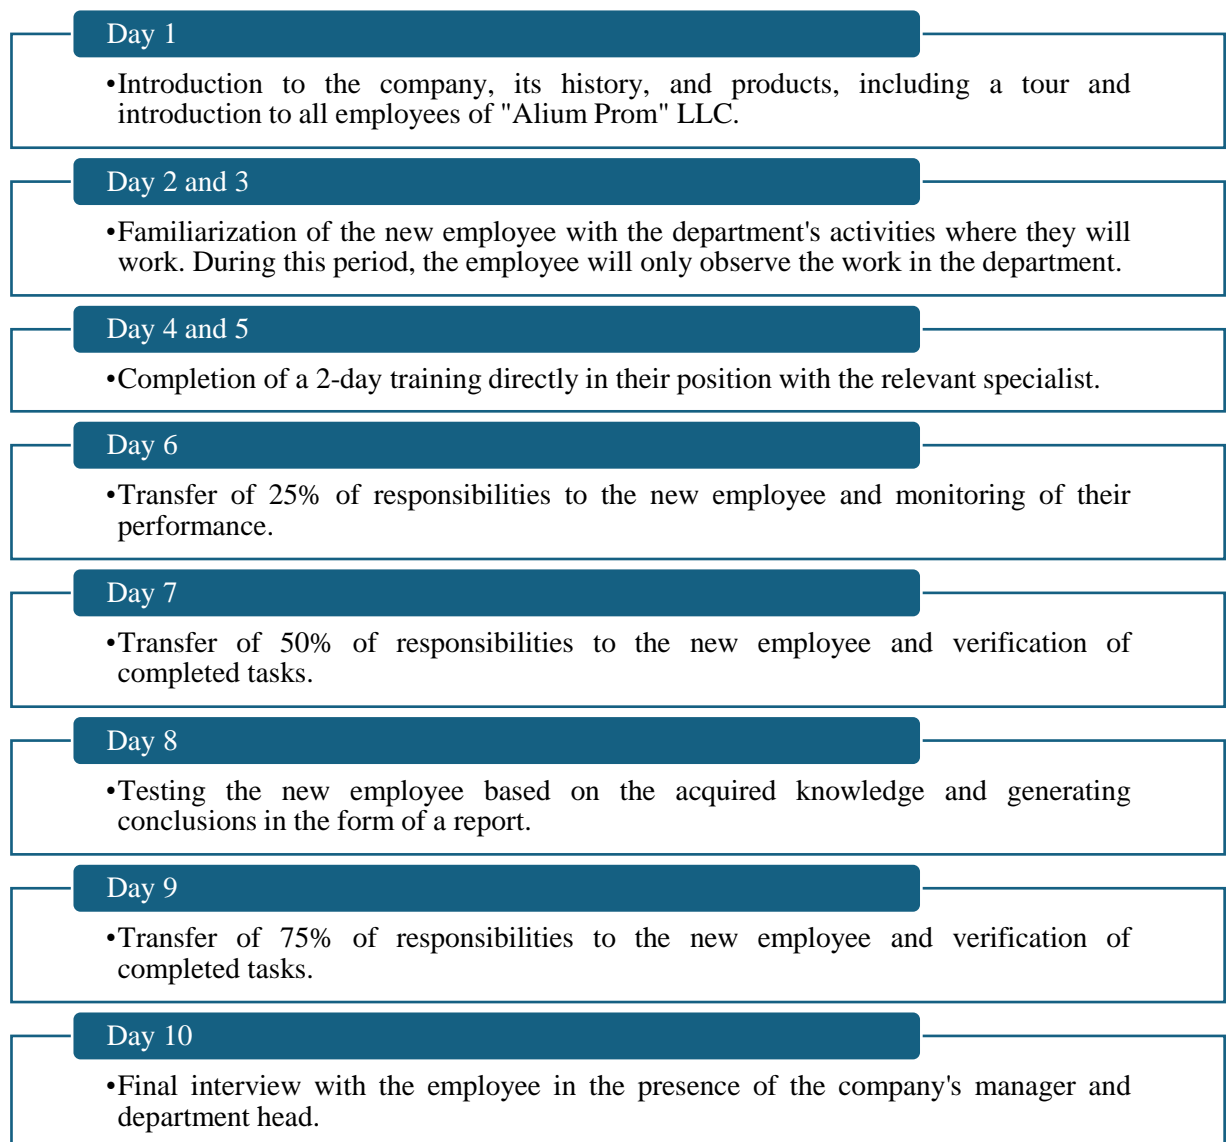 Day 1
•Introduction to the company, its history, and products, including a tour and
introduction to all employees of "Alium Prom" LLC.
Day 2 and 3
•Familiarization of the new employee with the department's activities where they will
work. During this period, the employee will only observe the work in the department.
Day 4 and 5
•Completion of a 2-day training directly in their position with the relevant specialist.
Day 6
•Transfer of 25% of responsibilities to the new employee and monitoring of their
performance.
Day 7
•Transfer of 50% of responsibilities to the new employee and verification of
completed tasks.
Day 8
•Testing the new employee based on the acquired knowledge and generating
conclusions in the form of a report.
Day 9
•Transfer of 75% of responsibilities to the new employee and verification of
completed tasks.
Day 10
•Final interview with the employee in the presence of the company's manager and
department head.